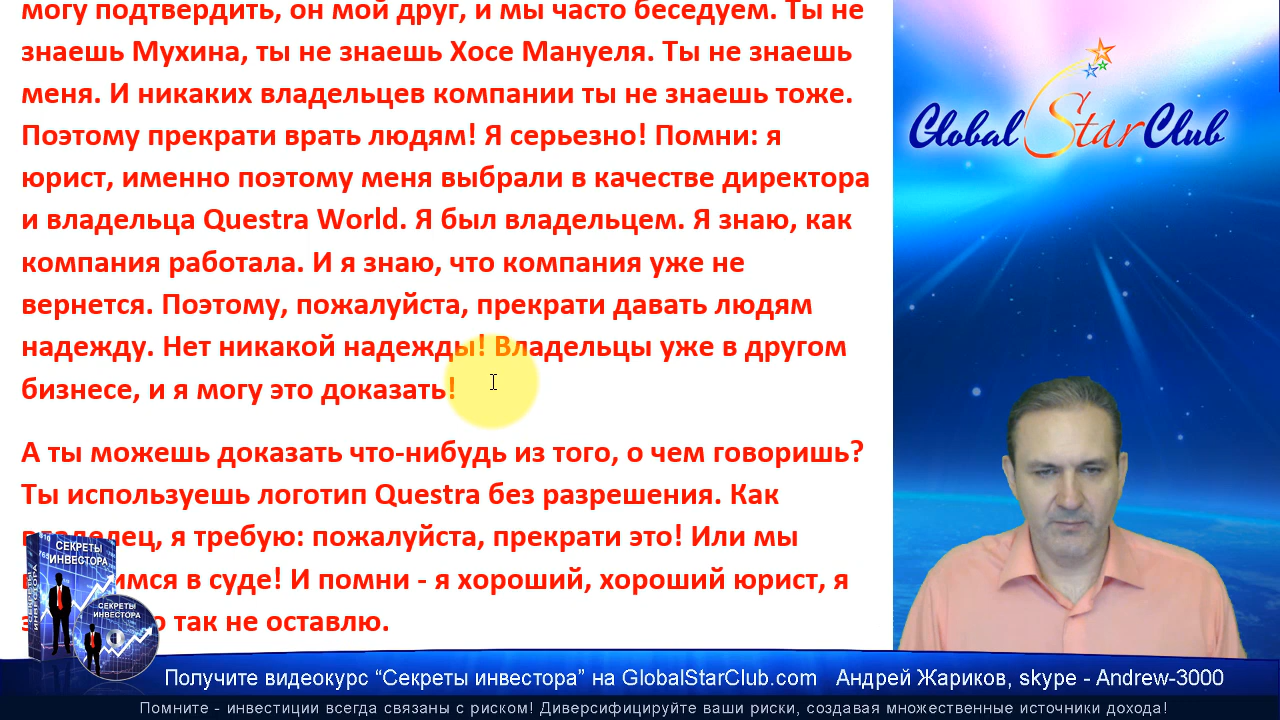 могу подтвердить, он мой друг, и мы часто беседуем. Ты не
знаешь Мухина, ты не знаешь Хосе Мануеля. Ты не знаешь
меня. И никаких владельцев компании ты не знаешь тоже.
Поэтому прекрати врать людям! Я серьезно! Помни: я
юрист, именно поэтому меня выбрали в качестве директора
и владельца Questra World. Я был владельцем. Я знаю, как
компания работала. И я знаю, что компания уже не
вернется. Поэтому, пожалуйста, прекрати давать людям
надежду. Нет никакой надежды! Владельцы уже в другом
бизнесе, и я могу это доказать!
А ты можешь доказать что-нибудь из того, о чем говоришь?
Ты используешь логотип Questra без разрешения. Как
владелец, я требую: пожалуйста, прекрати это! Или мы
в суде! И помни - я хороший, хороший юрист, я
так не оставлю.
Global Star Club
СЕКРЕТЫ
ИНВЕСТОРА
СЕКРЕТЫ
ИНВЕСТОРА
СЕКРЕТЫ
ИНВЕСТОРА
Получите видеокурс “Секреты инвестора” на GlobalStarClub.com Андрей Жариков, skype - Andrew-3000
Помните - инвестиции всегда связаны с риском! Диверсифицируйте ваши риски, создавая множественные источники дохода!